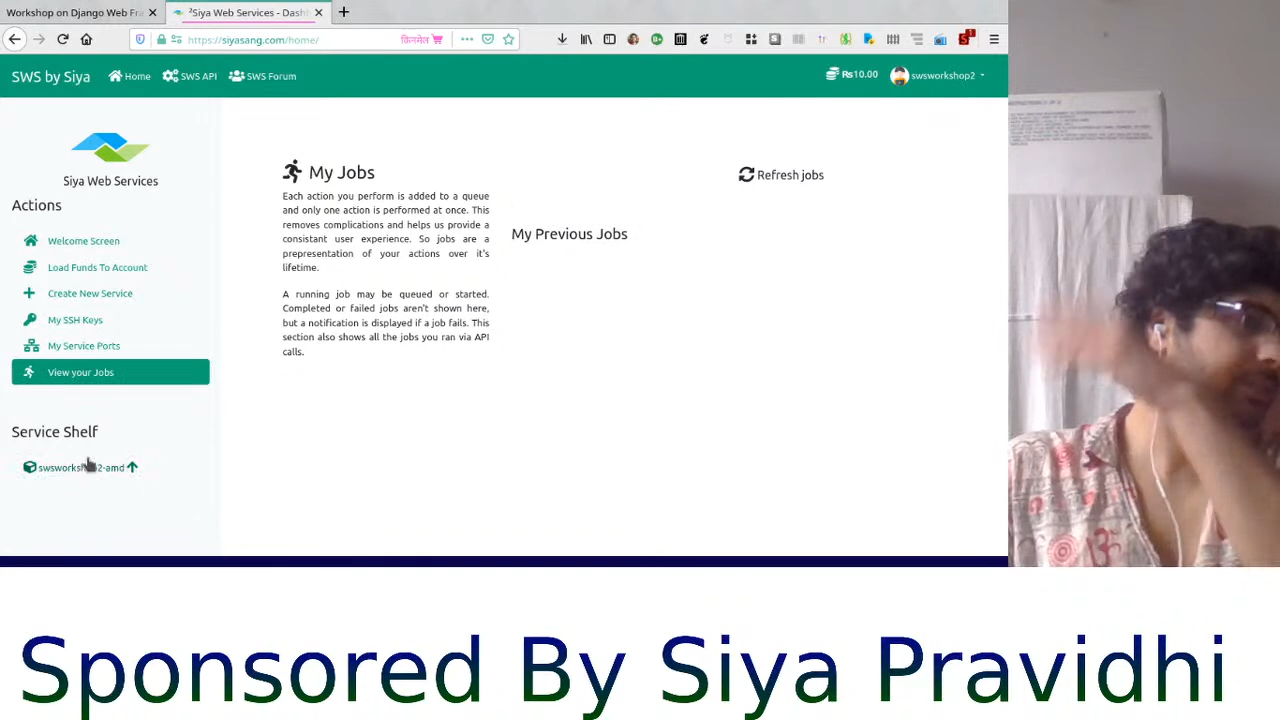 Workshop on Django Web Fra
²Siya Web Services - Dash
https://siyasang.com/home/
क़िनमेल
SWS by Siya
Home
SWS API
SWS Forum
₨10.00
swsworkshop2
Siya Web Services
Actions
Welcome Screen
Load Funds To Account
Create New Service
My SSH Keys
My Service Ports
View your Jobs
Service Shelf
My Jobs
Each action you perform is added to a queue
and only one action is performed at once. This
removes complications and helps us provide a
consistant user experience. So jobs are a
prepresentation of your actions over it's
lifetime.
A running job may be queued or started.
Completed or failed jobs aren't shown here,
but a notification is displayed if a job fails. This
section also shows all the jobs you ran via API
calls.
My Previous Jobs
Refresh jobs
Sponsored By Siya Pravidhi